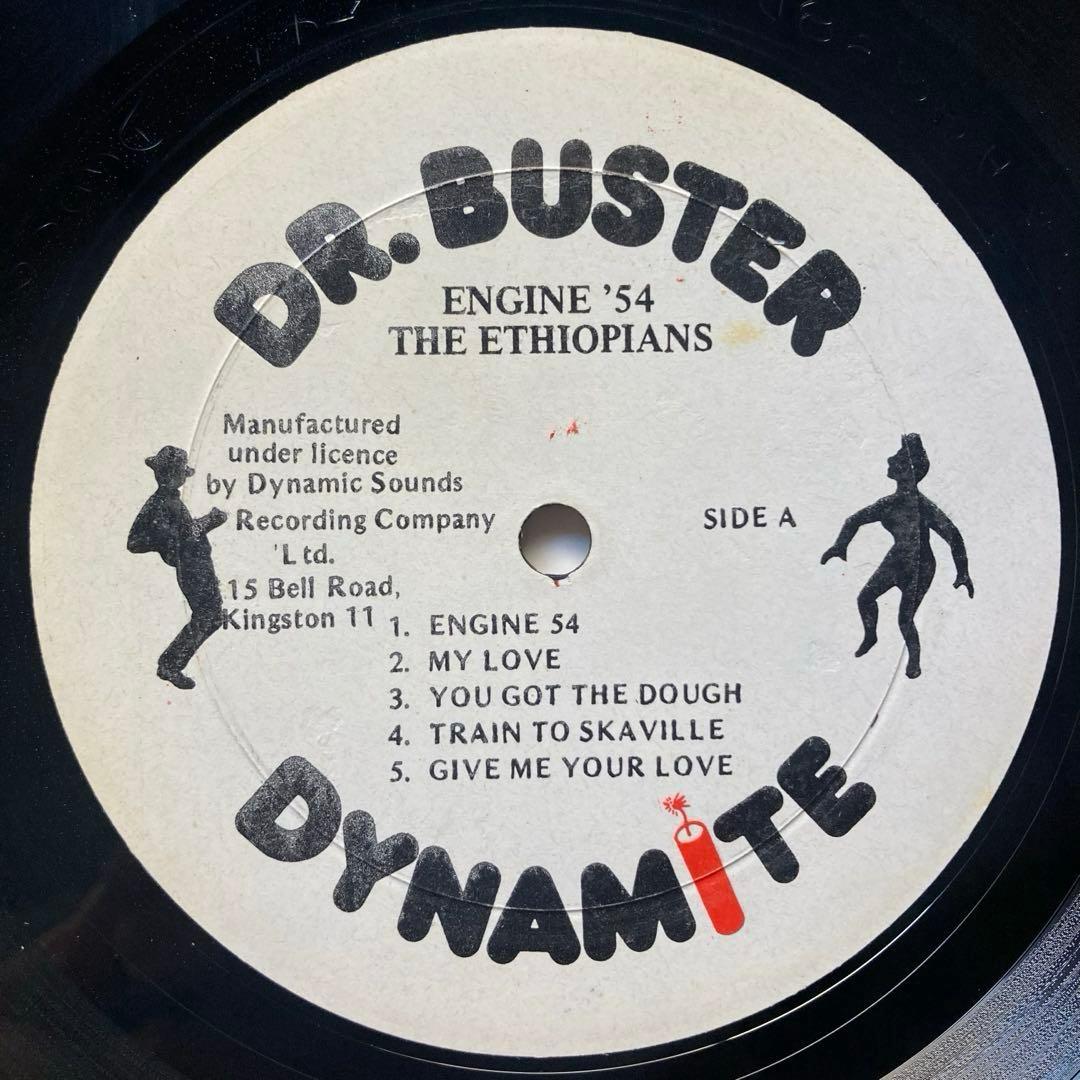 DR. BUSTER
ENGINE '54
THE ETHIOPIANS
Manufactured
under licence
by Dynamic Sounds
Recording Company
'Ltd.
15 Bell Road,
Kingston 11
SIDE A
1. ENGINE 54
2. MY LOVE
3. YOU GOT THE DOUGH
4. TRAIN TO SKAVILLE
5. GIVE ME YOUR LOVE
DYNAMITE